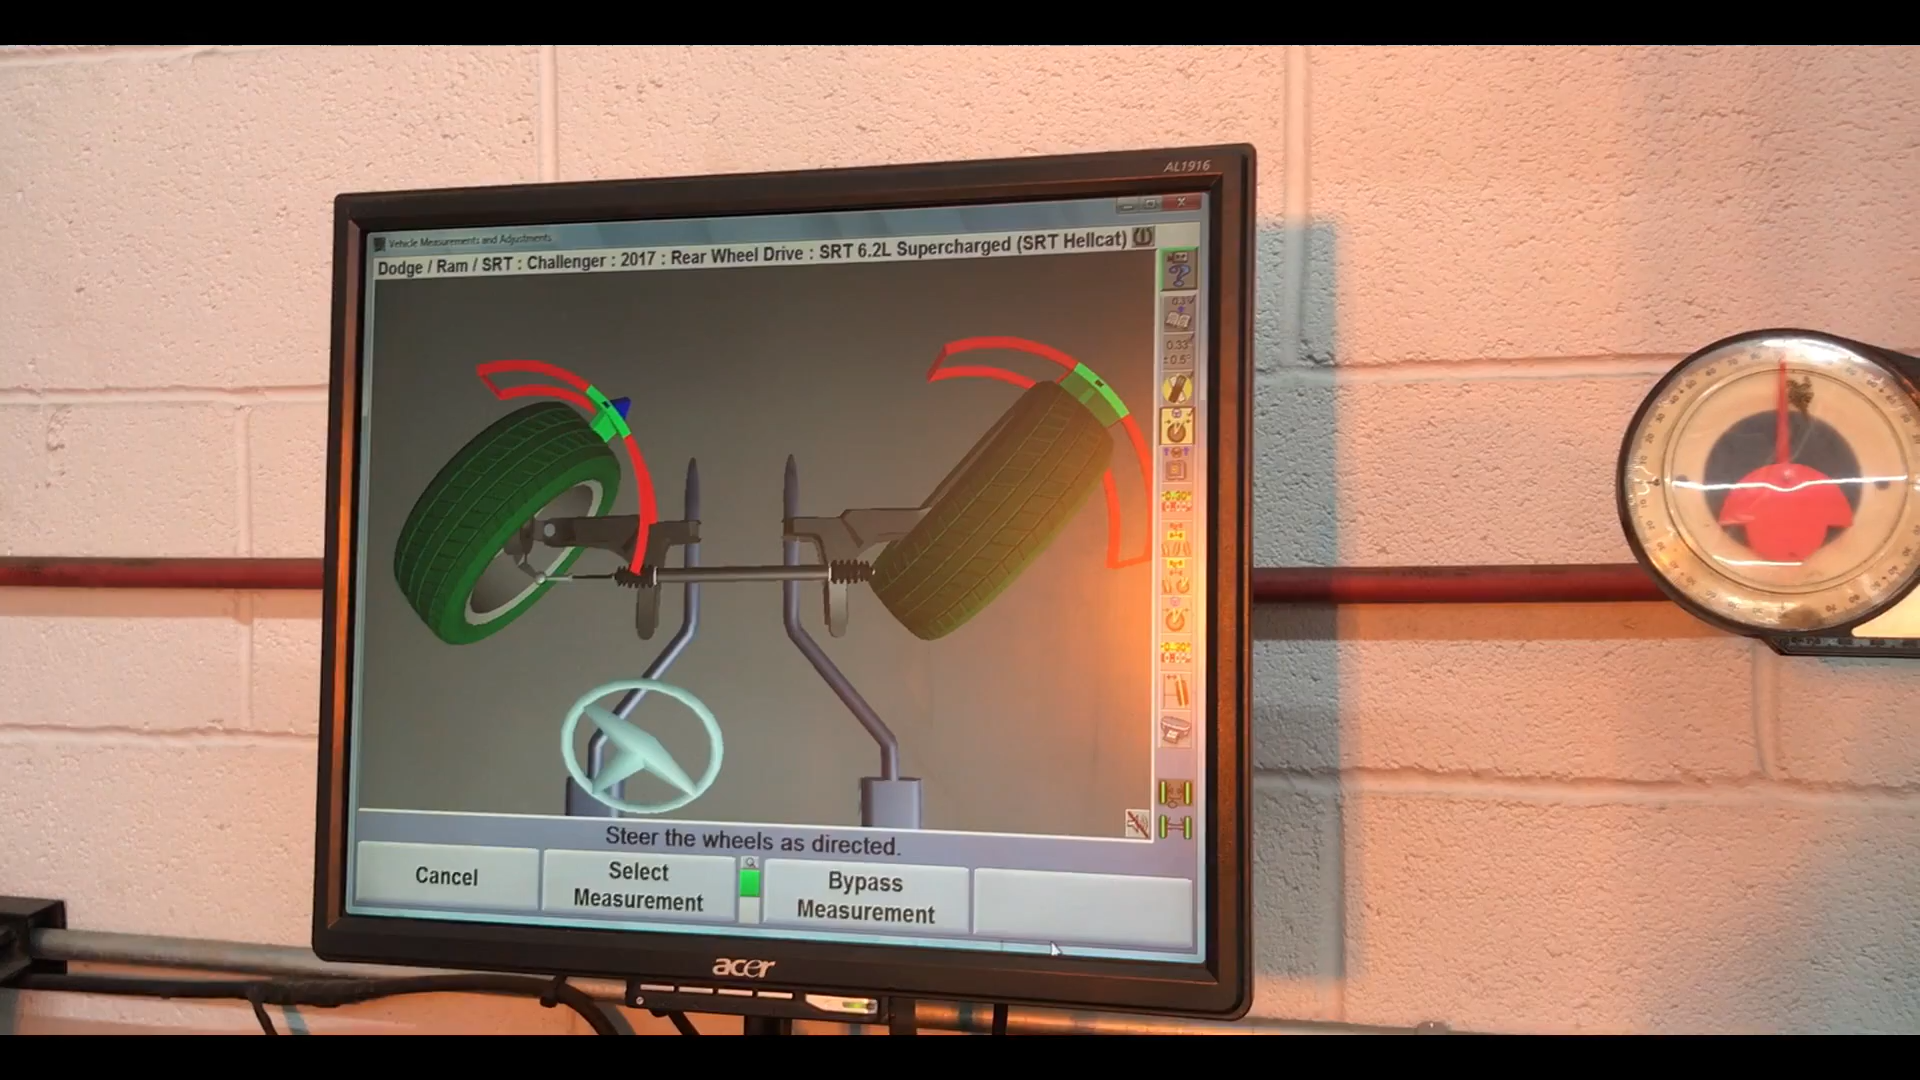 AL1916
Vehicle Measurements and Adjustments
Dodge / Ram / SRT : Challenger : 2017 : Rear Wheel Drive : SRT 6.2L Supercharged (SRT Hellcat)
Steer the wheels as directed.
Cancel
Select
Measurement
Bypass
Measurement
acer